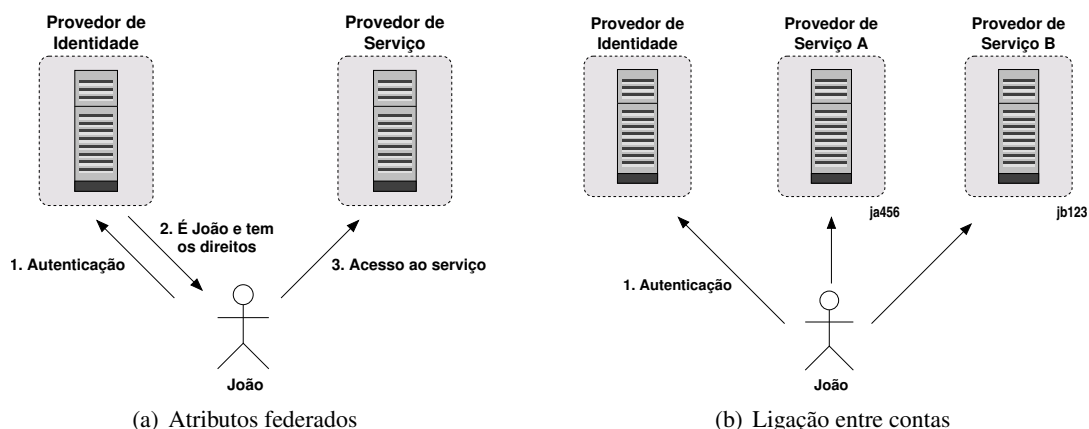 Provedor de
Identidade
Provedor de
Serviço
2. É João e tem
os direitos
1. Autenticação
3. Acesso ao serviço
João
(a) Atributos federados
Provedor de
Identidade
Provedor de
Serviço A
Provedor de
Serviço B
ja456
jb123
1. Autenticação
João
(b) Ligação entre contas